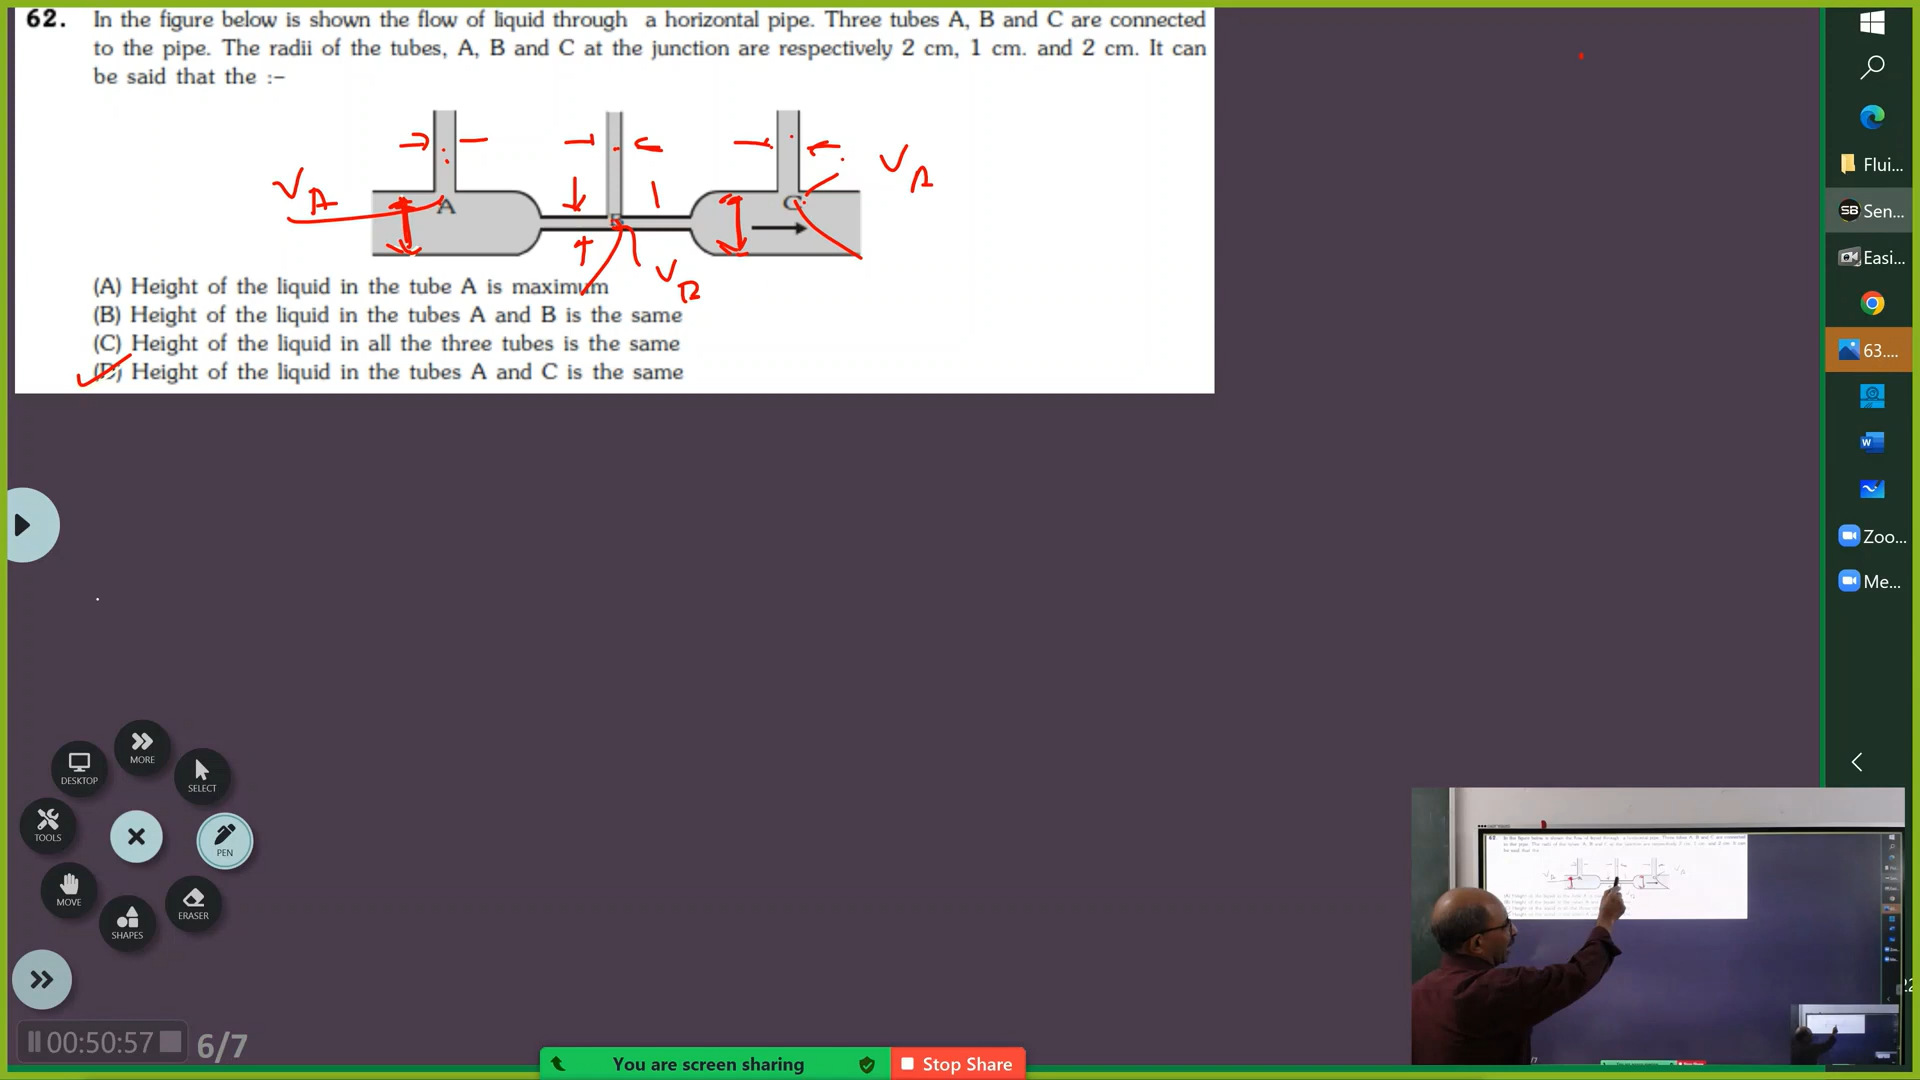 62. In the figure below is shown the flow of liquid through a horizontal pipe. Three tubes A, B and C are connected
to the pipe. The radii of the tubes, A, B and C at the junction are respectively 2 cm, 1 cm. and 2 cm. It can
be said that the :-
V_A
V_A
A
B
C
V_B
(A) Height of the liquid in the tube A is maximum
(B) Height of the liquid in the tubes A and B is the same
(C) Height of the liquid in all the three tubes is the same
(D) Height of the liquid in the tubes A and C is the same
Flui...
SB Sen...
Easi...
63....
W
Zoo...
Me...
MORE
DESKTOP
SELECT
TOOLS
PEN
MOVE
ERASER
SHAPES
00:50:57
6/7
You are screen sharing
Stop Share